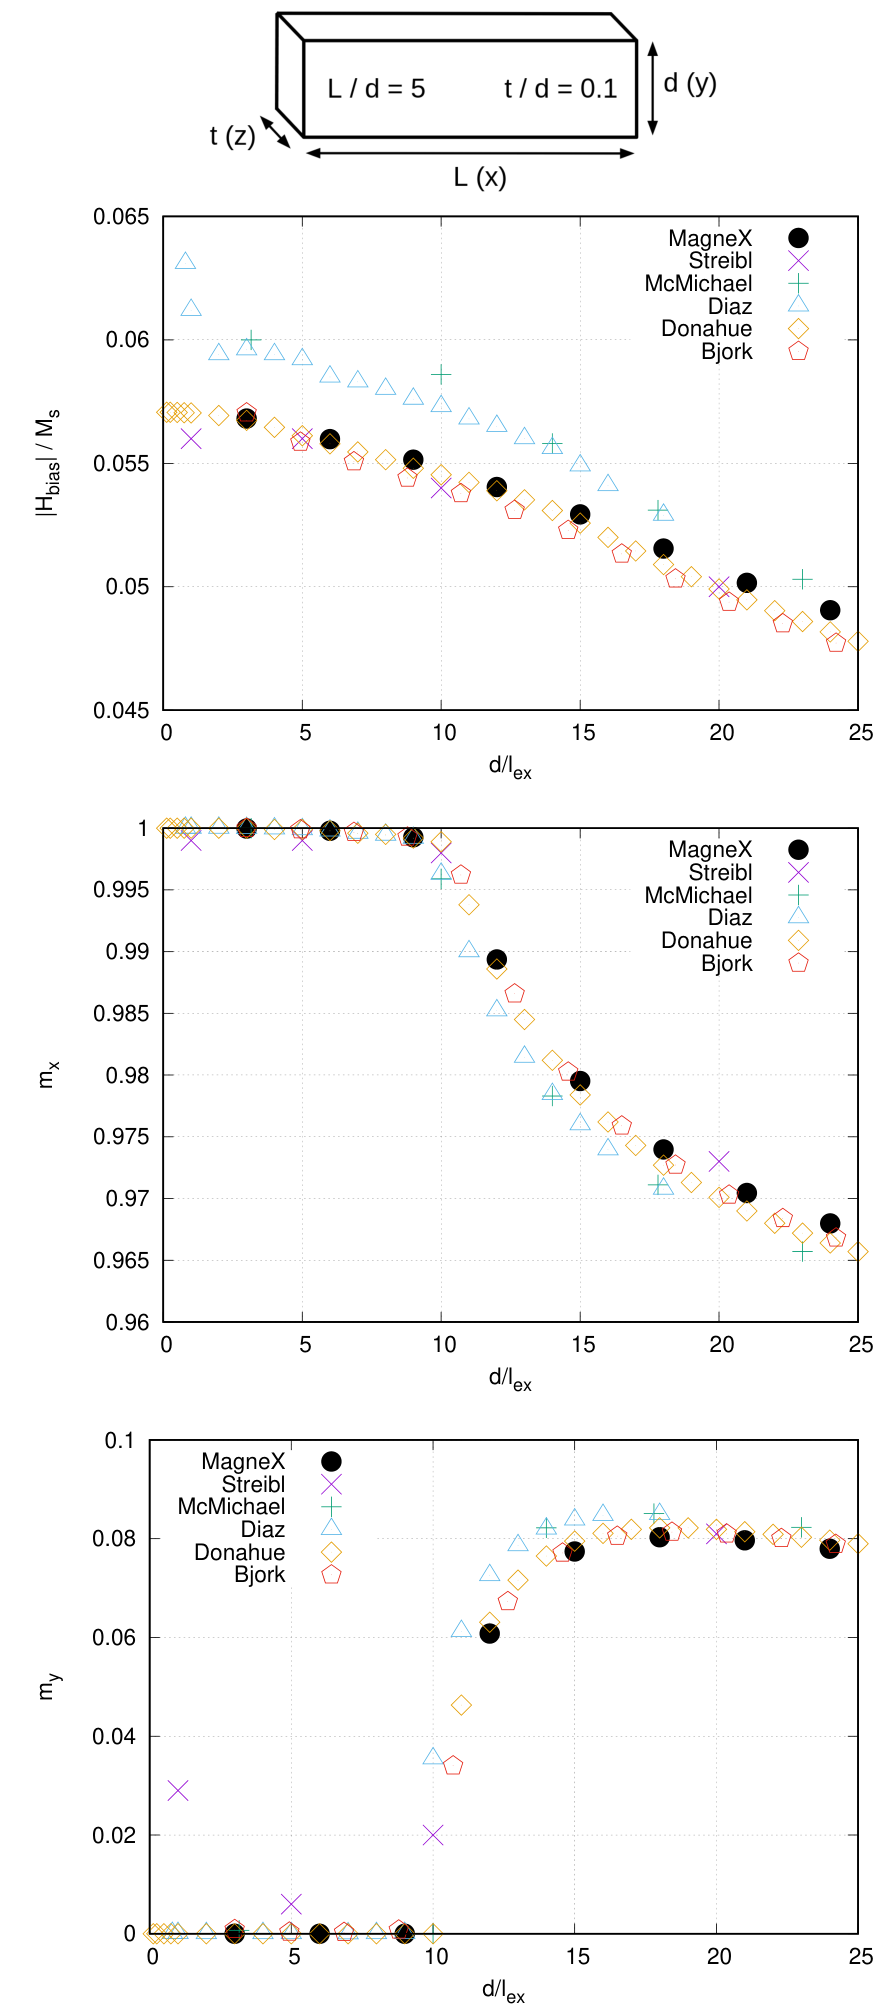 L / d = 5
t / d = 0.1
d (y)
t (z)
L (x)
0.065
0.06
0.055
0.05
0.045
|H_bias| / M_s
MagneX
Streibl
McMichael
Diaz
Donahue
Bjork
0 5 10 15 20 25
d/l_ex
1
0.995
0.99
0.985
0.98
0.975
0.97
0.965
0.96
m_x
MagneX
Streibl
McMichael
Diaz
Donahue
Bjork
0 5 10 15 20 25
d/l_ex
0.1
0.08
0.06
0.04
0.02
0
m_y
MagneX
Streibl
McMichael
Diaz
Donahue
Bjork
0 5 10 15 20 25
d/l_ex